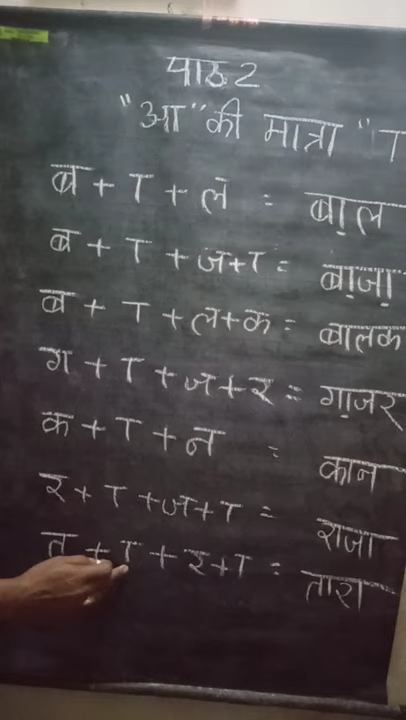 पाठ 2
"आ" की मात्रा "ा
ब + ा + ल = बाल
ब + ा + ज + ा = बाजा
ब + ा + ल + क = बालक
ग + ा + ज + र = गाजर
क + ा + न = कान
र + ा + ज + ा = राजा
त + ा + र + ा = तारा